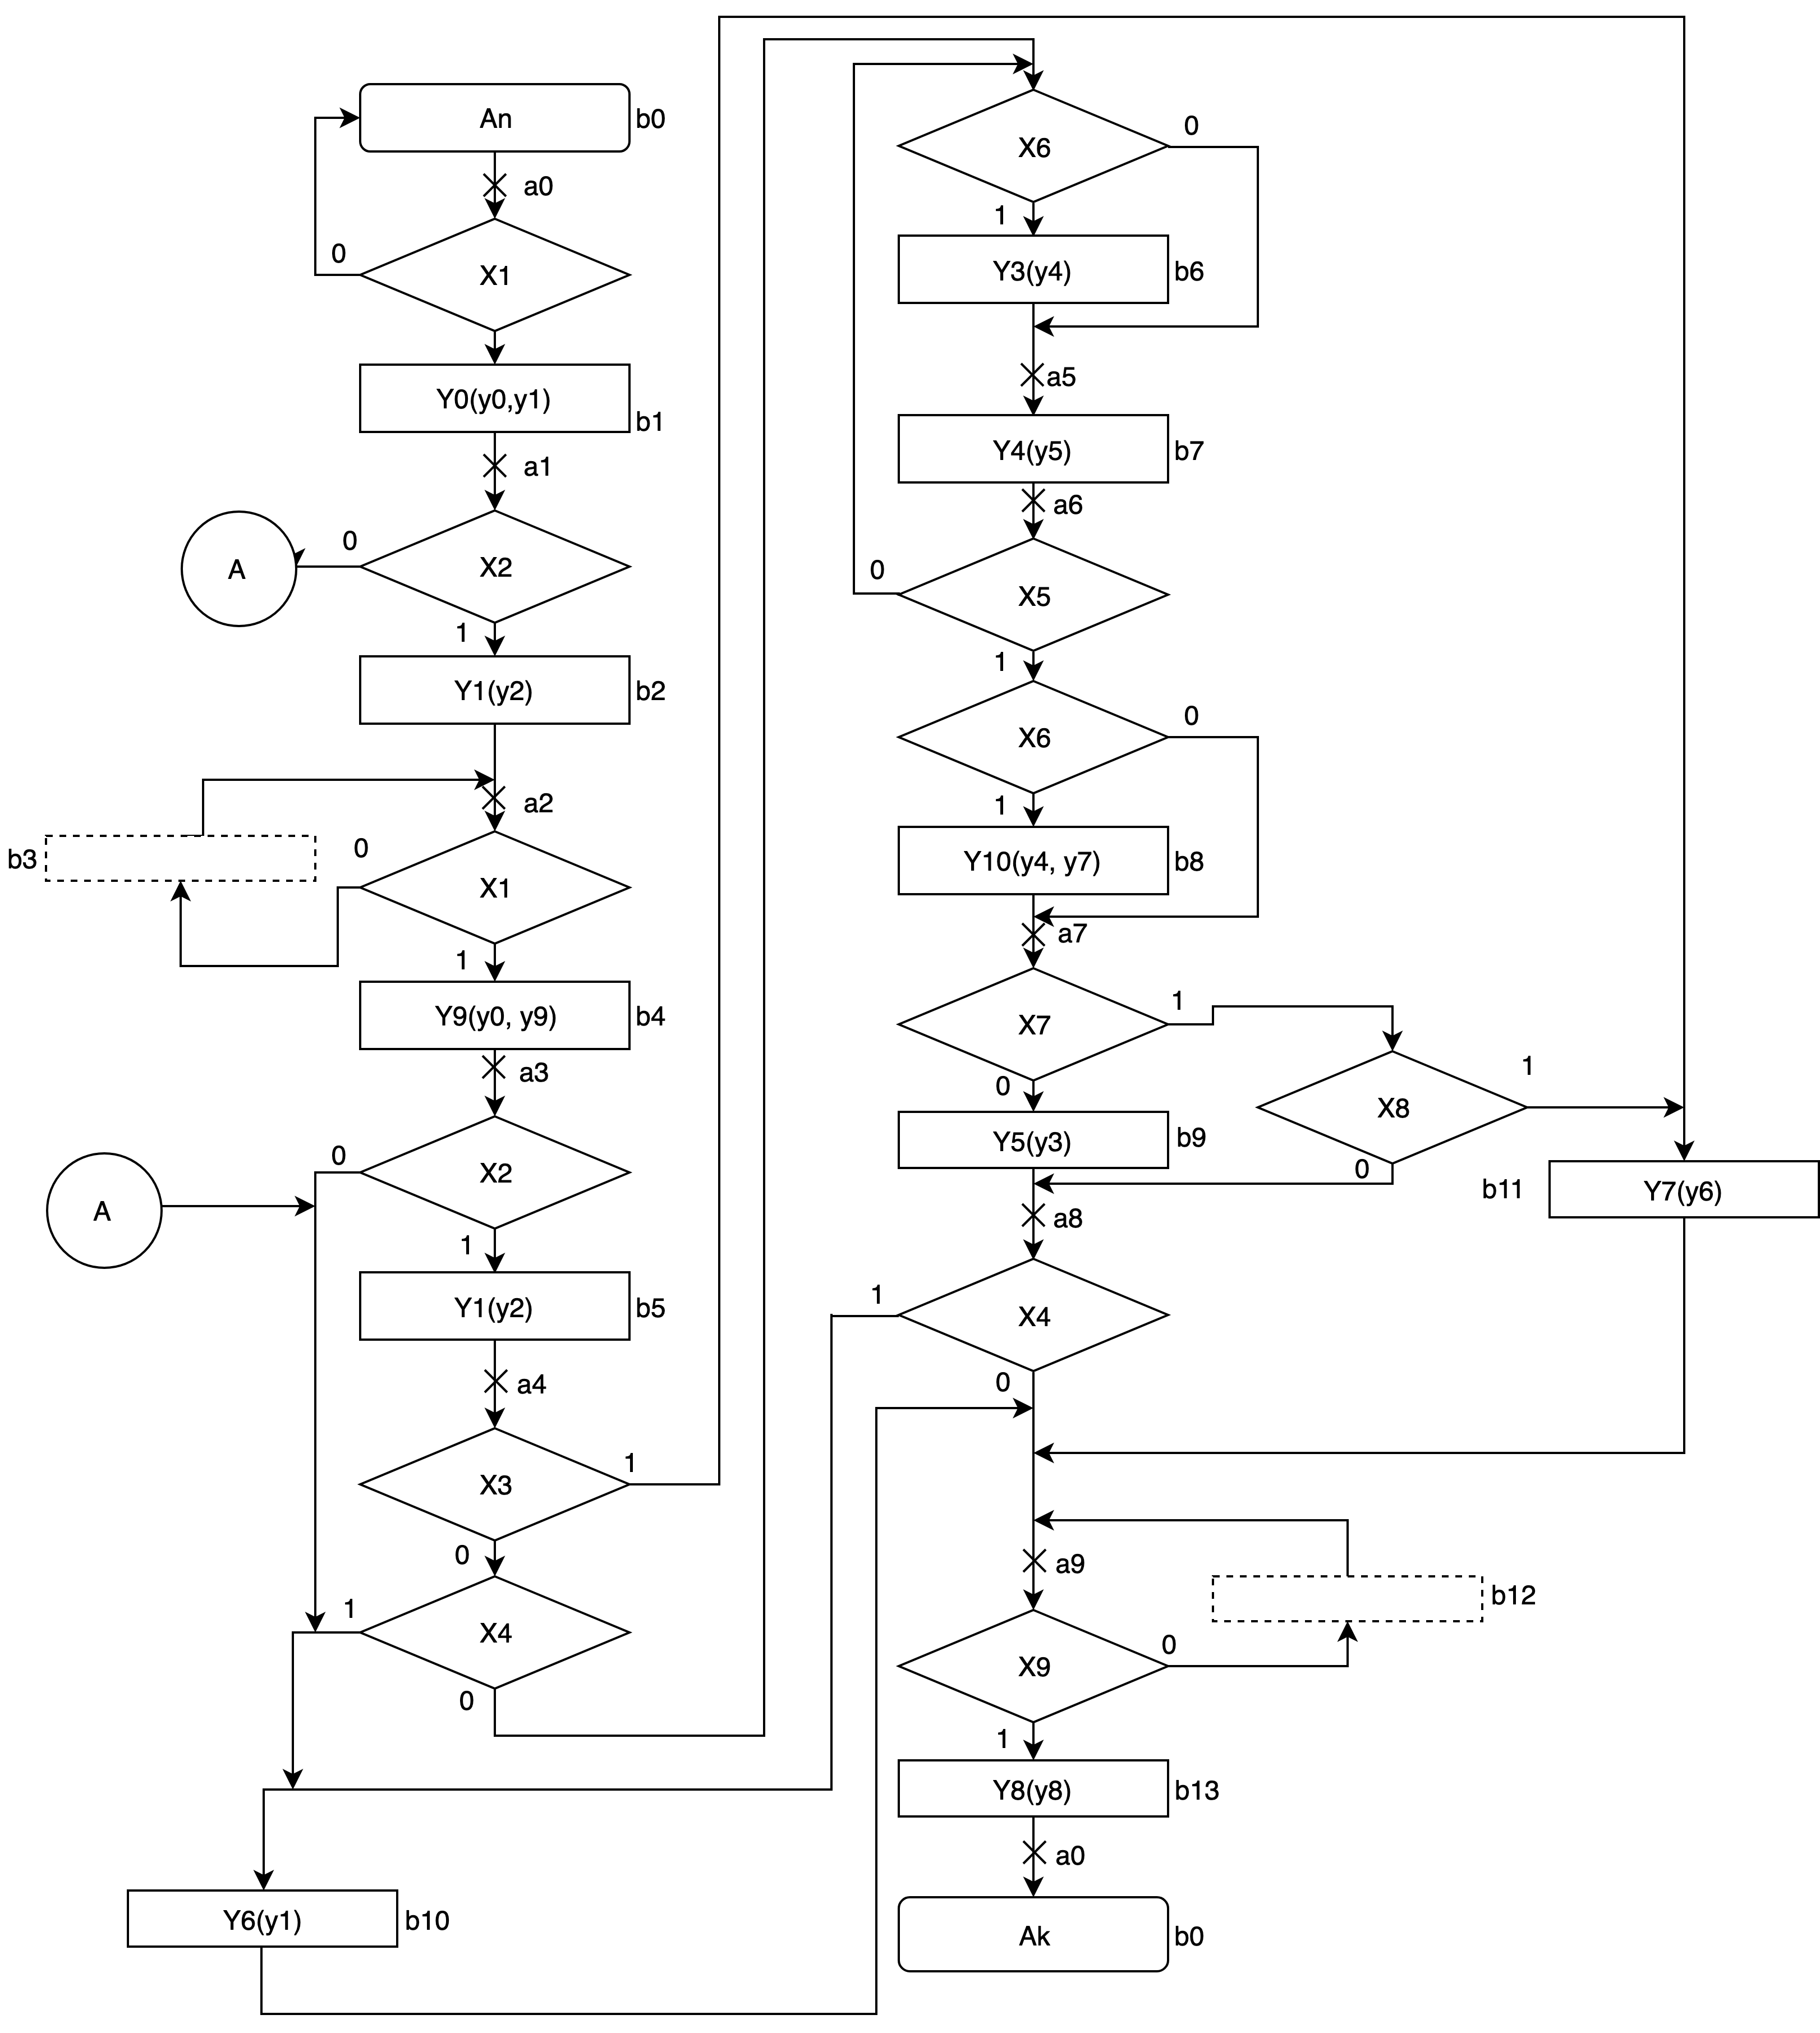 An
b0
a0
0
X1
Y0(y0,y1)
b1
a1
0
A
X2
1
Y1(y2)
b2
a2
b3
0
X1
1
Y9(y0, y9)
b4
a3
0
X2
A
1
Y1(y2)
b5
a4
X3
1
0
1
X4
0
Y6(y1)
b10
X6
0
1
Y3(y4)
b6
a5
Y4(y5)
b7
a6
0
X5
1
X6
0
1
Y10(y4, y7)
b8
a7
X7
1
0
X8
1
0
Y5(y3)
b9
b11
Y7(y6)
a8
1
X4
0
a9
b12
X9
0
1
Y8(y8)
b13
a0
Ak
b0